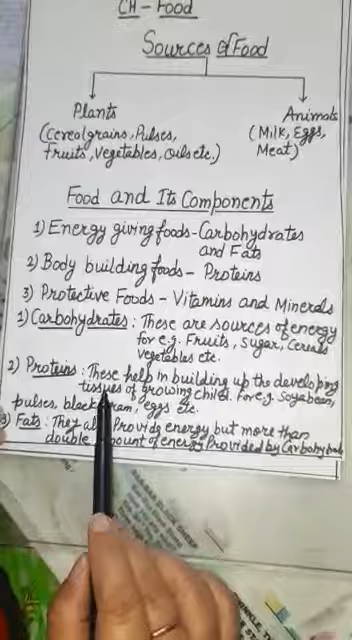 CH - Food
Sources of Food
Plants
(Cereal grains, Pulses,
Fruits, Vegetables, Oils etc.)
Animals
(Milk, Eggs,
Meat)
Food and Its Components
1) Energy giving foods - Carbohydrates
and Fats
2) Body building foods - Proteins
3) Protective Foods - Vitamins and Minerals
1) Carbohydrates : These are sources of energy
for e.g. Fruits, Sugar, Cereals
Vegetables etc.
2) Proteins : These help in building up the developing
tissues of growing child. For e.g. Soyabean,
pulses, black gram, eggs etc.
3) Fats : They also Provide energy but more than
double amount of energy Provided by Carbohydrate